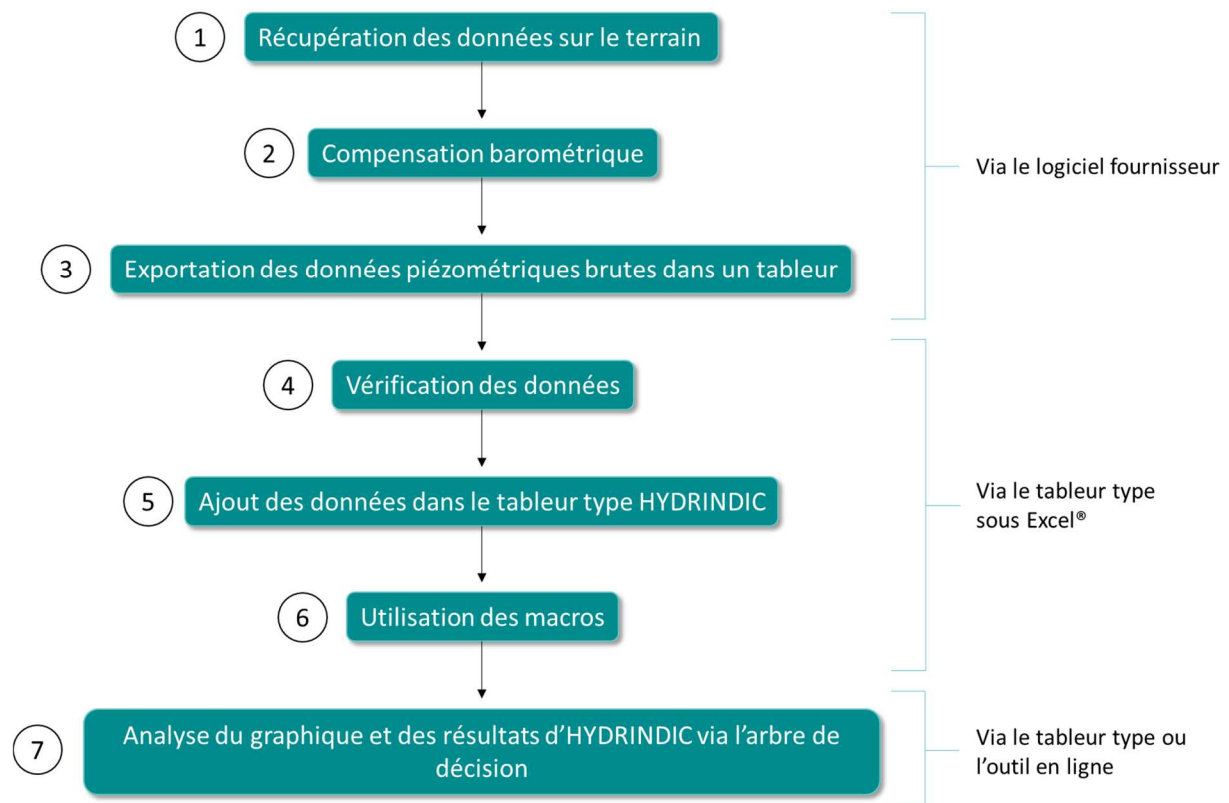 1
Récupération des données sur le terrain
2
Compensation barométrique
Via le logiciel fournisseur
3
Exportation des données piézométriques brutes dans un tableur
4
Vérification des données
5
Ajout des données dans le tableur type HYDRINDIC
Via le tableur type
sous Excel®
6
Utilisation des macros
7
Analyse du graphique et des résultats d’HYDRINDIC via l’arbre de
décision
Via le tableur type ou
l’outil en ligne